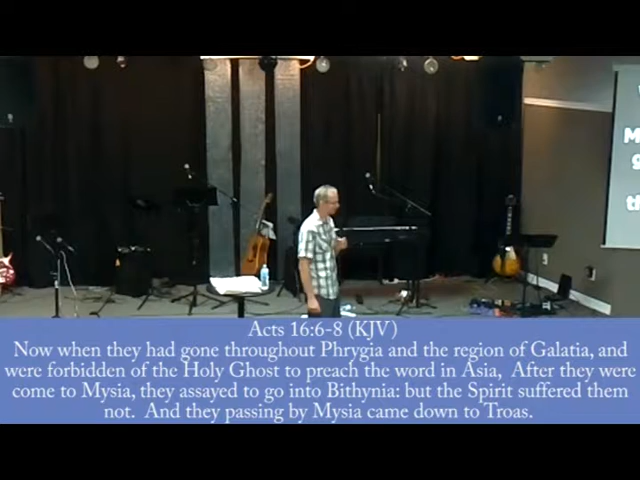 Acts 16:6-8 (KJV)
Now when they had gone throughout Phrygia and the region of Galatia, and
were forbidden of the Holy Ghost to preach the word in Asia, After they were
come to Mysia, they assayed to go into Bithynia: but the Spirit suffered them
not. And they passing by Mysia came down to Troas.